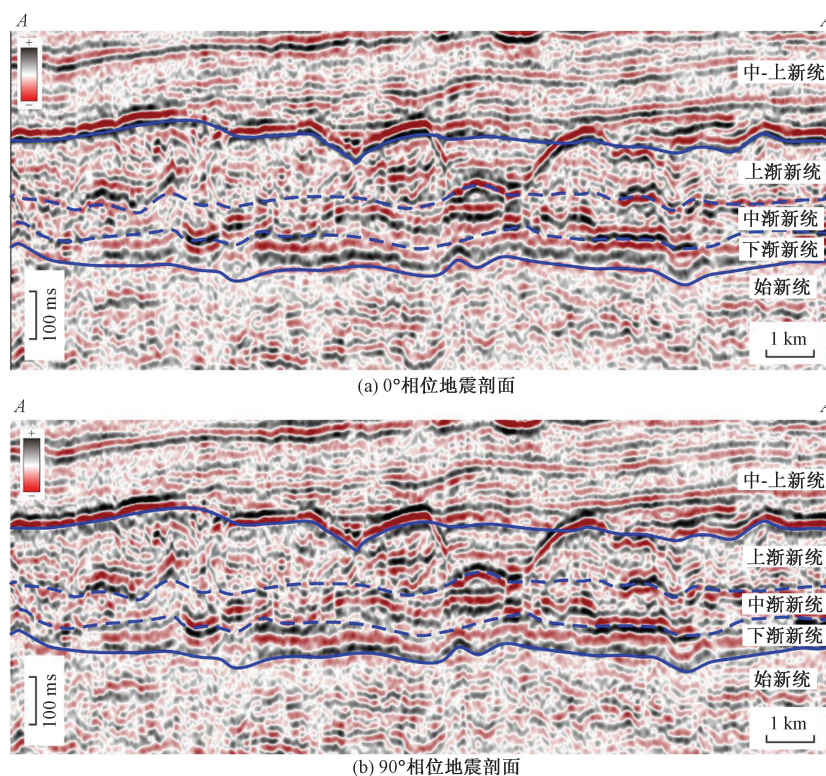 A A
+
−
中-上新统
上渐新统
中渐新统
下渐新统
始新统
100 ms
1 km
(a) 0°相位地震剖面
A A
+
−
中-上新统
上渐新统
中渐新统
下渐新统
始新统
100 ms
1 km
(b) 90°相位地震剖面